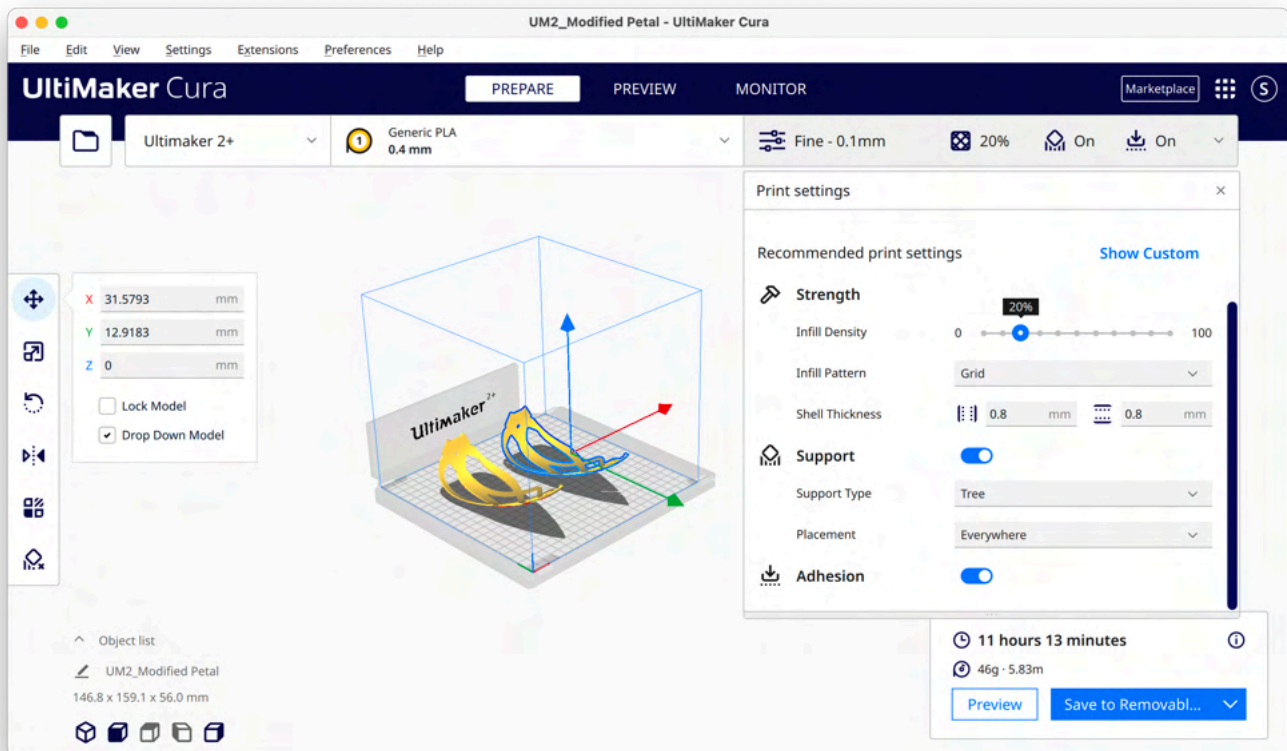 UM2_Modified Petal - UltiMaker Cura
File Edit View Settings Extensions Preferences Help
UltiMaker Cura PREPARE PREVIEW MONITOR Marketplace S
Ultimaker 2+ 1 Generic PLA Fine - 0.1mm 20% On On
0.4 mm
Print settings ×
Recommended print settings Show Custom
Strength
20%
Infill Density 0 100
Infill Pattern Grid
Shell Thickness 0.8 mm 0.8 mm
Support
Support Type Tree
Placement Everywhere
Adhesion
X 31.5793 mm
Y 12.9183 mm
Z 0 mm
Lock Model
Drop Down Model
Ultimaker 2+
Object list
UM2_Modified Petal
146.8 x 159.1 x 56.0 mm
11 hours 13 minutes
46g · 5.83m
Preview Save to Removabl...